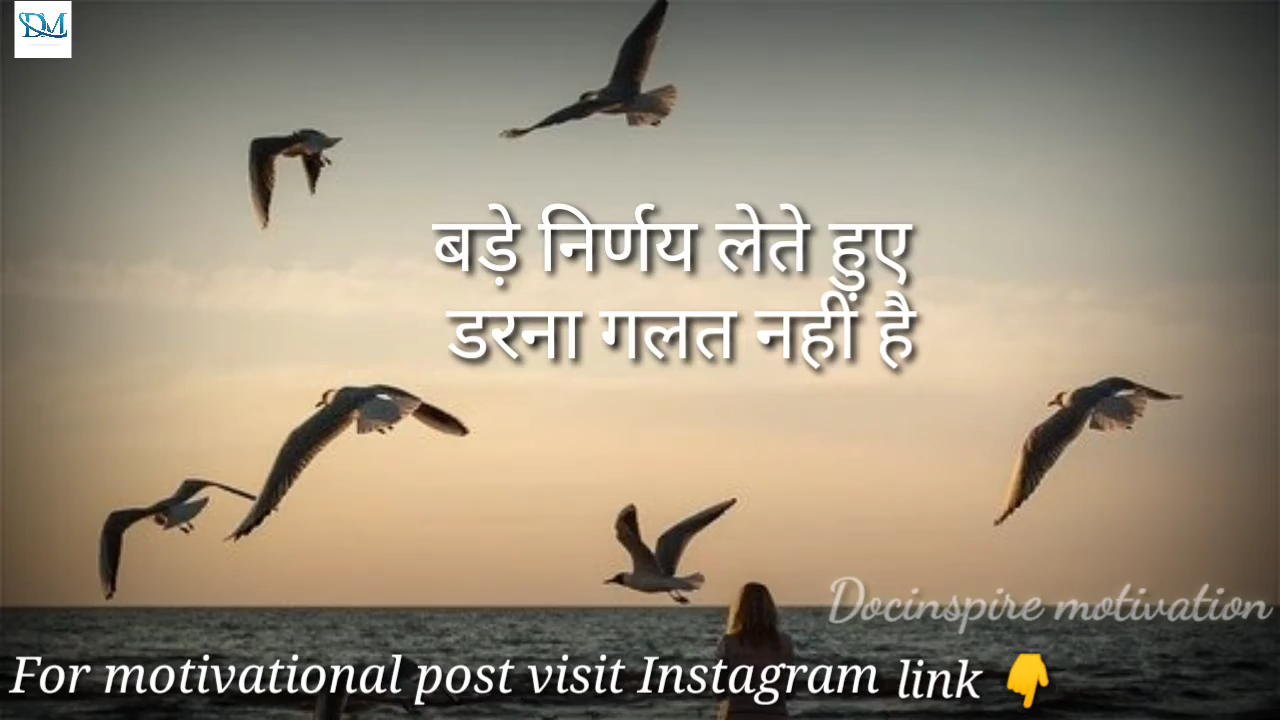 DM
बड़े निर्णय लेते हुए
डरना गलत नहीं है
Docinspire motivation
For motivational post visit Instagram link 👇